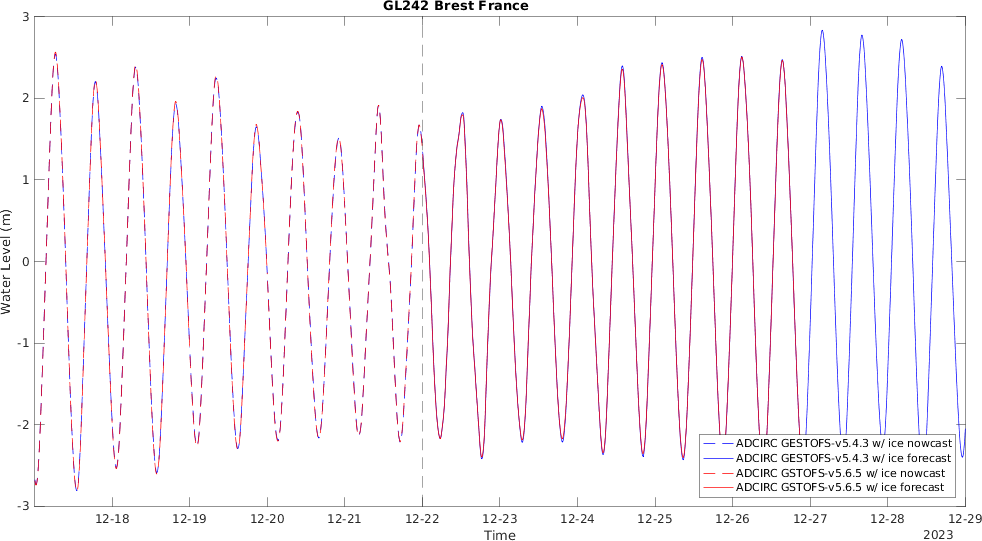 GL242 Brest France
Water Level (m)
3
2
1
0
-1
-2
-3
ADCIRC GESTOFS-v5.4.3 w/ ice nowcast
ADCIRC GESTOFS-v5.4.3 w/ ice forecast
ADCIRC GSTOFS-v5.6.5 w/ ice nowcast
ADCIRC GSTOFS-v5.6.5 w/ ice forecast
12-18 12-19 12-20 12-21 12-22 12-23 12-24 12-25 12-26 12-27 12-28 12-29
Time
2023